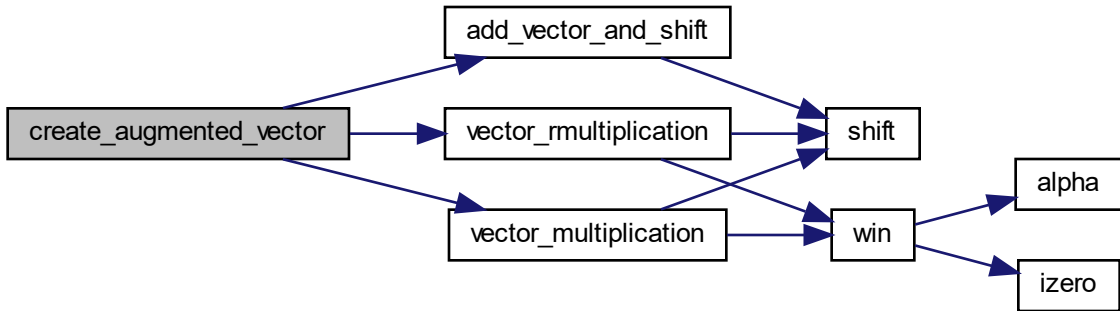 add_vector_and_shift
create_augmented_vector
vector_rmultiplication
shift
alpha
vector_multiplication
win
izero